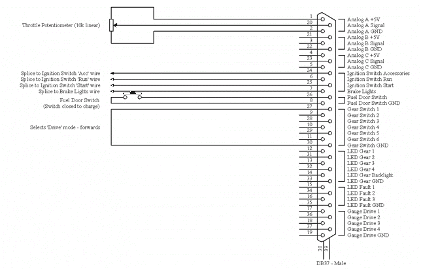 Throttle Potentiometer (10k linear)
Splice to Ignition Switch 'Acc' wire
Splice to Ignition Switch 'Run' wire
Splice to Ignition Switch 'Start' wire
Splice to Brake Lights wire
Fuel Door Switch
(Switch closed to charge)
Selects 'Drive' mode - forwards
Analog A +5V
Analog A Signal
Analog A GND
Analog B +5V
Analog B Signal
Analog B GND
Analog C +5V
Analog C Signal
Analog C GND
Ignition Switch Accessories
Ignition Switch Run
Ignition Switch Start
Brake Lights
Fuel Door Switch
Fuel Door Switch GND
Gear Switch 1
Gear Switch 2
Gear Switch 3
Gear Switch 4
Gear Switch 5
Gear Switch 6
Gear Switch GND
LED Gear 1
LED Gear 2
LED Gear 3
LED Gear 4
LED Gear Backlight
LED Gear GND
LED Fault 1
LED Fault 2
LED Fault 3
LED Fault GND
Gauge Drive 1
Gauge Drive 2
Gauge Drive 3
Gauge Drive 4
Gauge Drive GND
- Male